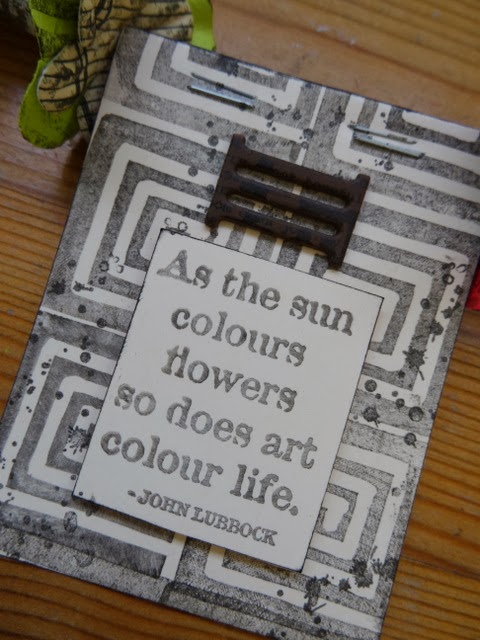 As the sun
colours
flowers
so does art
colour life.
-JOHN LUBBOCK